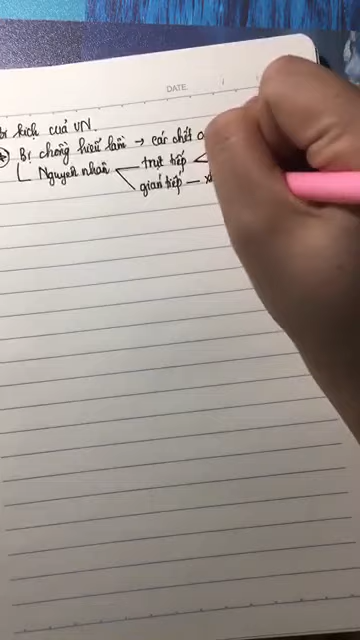 DATE
bi kịch của VN.
Bị chồng hiểu lầm → cái chết
Nguyên nhân
trực tiếp
gián tiếp —